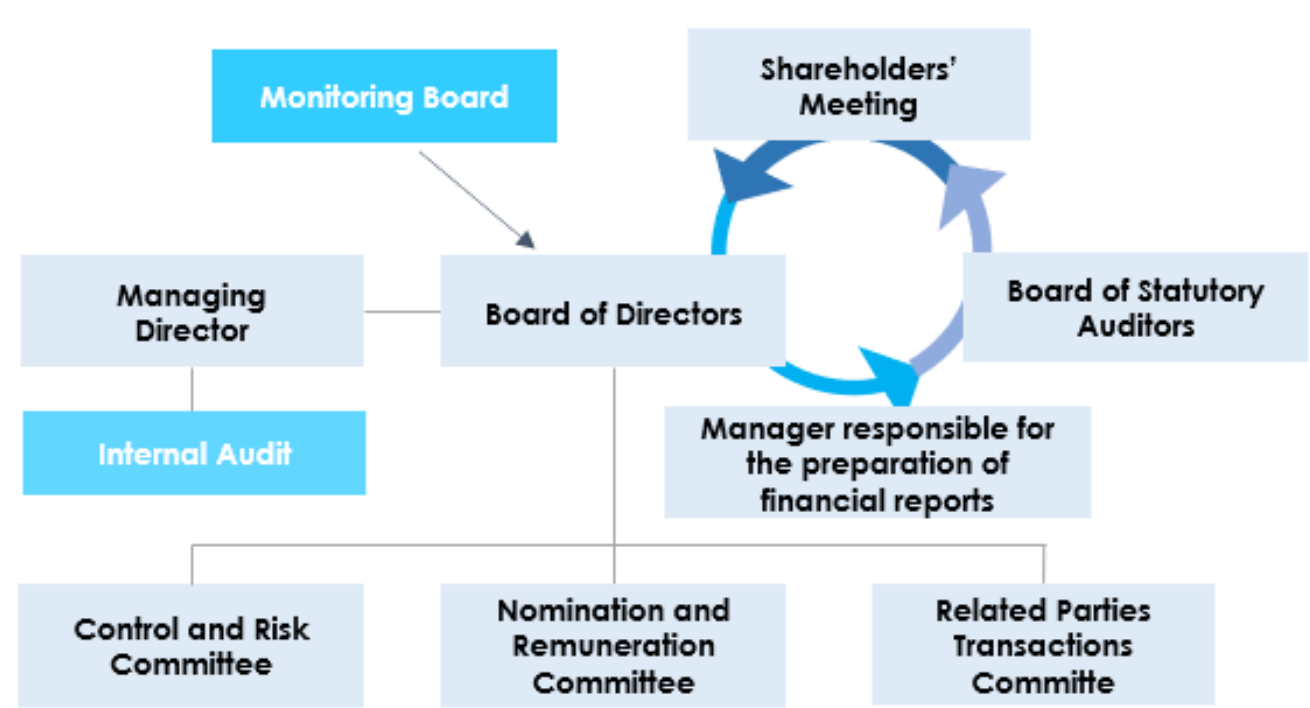 Monitoring Board
Shareholders’
Meeting
Managing
Director
Board of Directors
Board of Statutory
Auditors
Internal Audit
Manager responsible for
the preparation of
financial reports
Control and Risk
Committee
Nomination and
Remuneration
Committee
Related Parties
Transactions
Committe